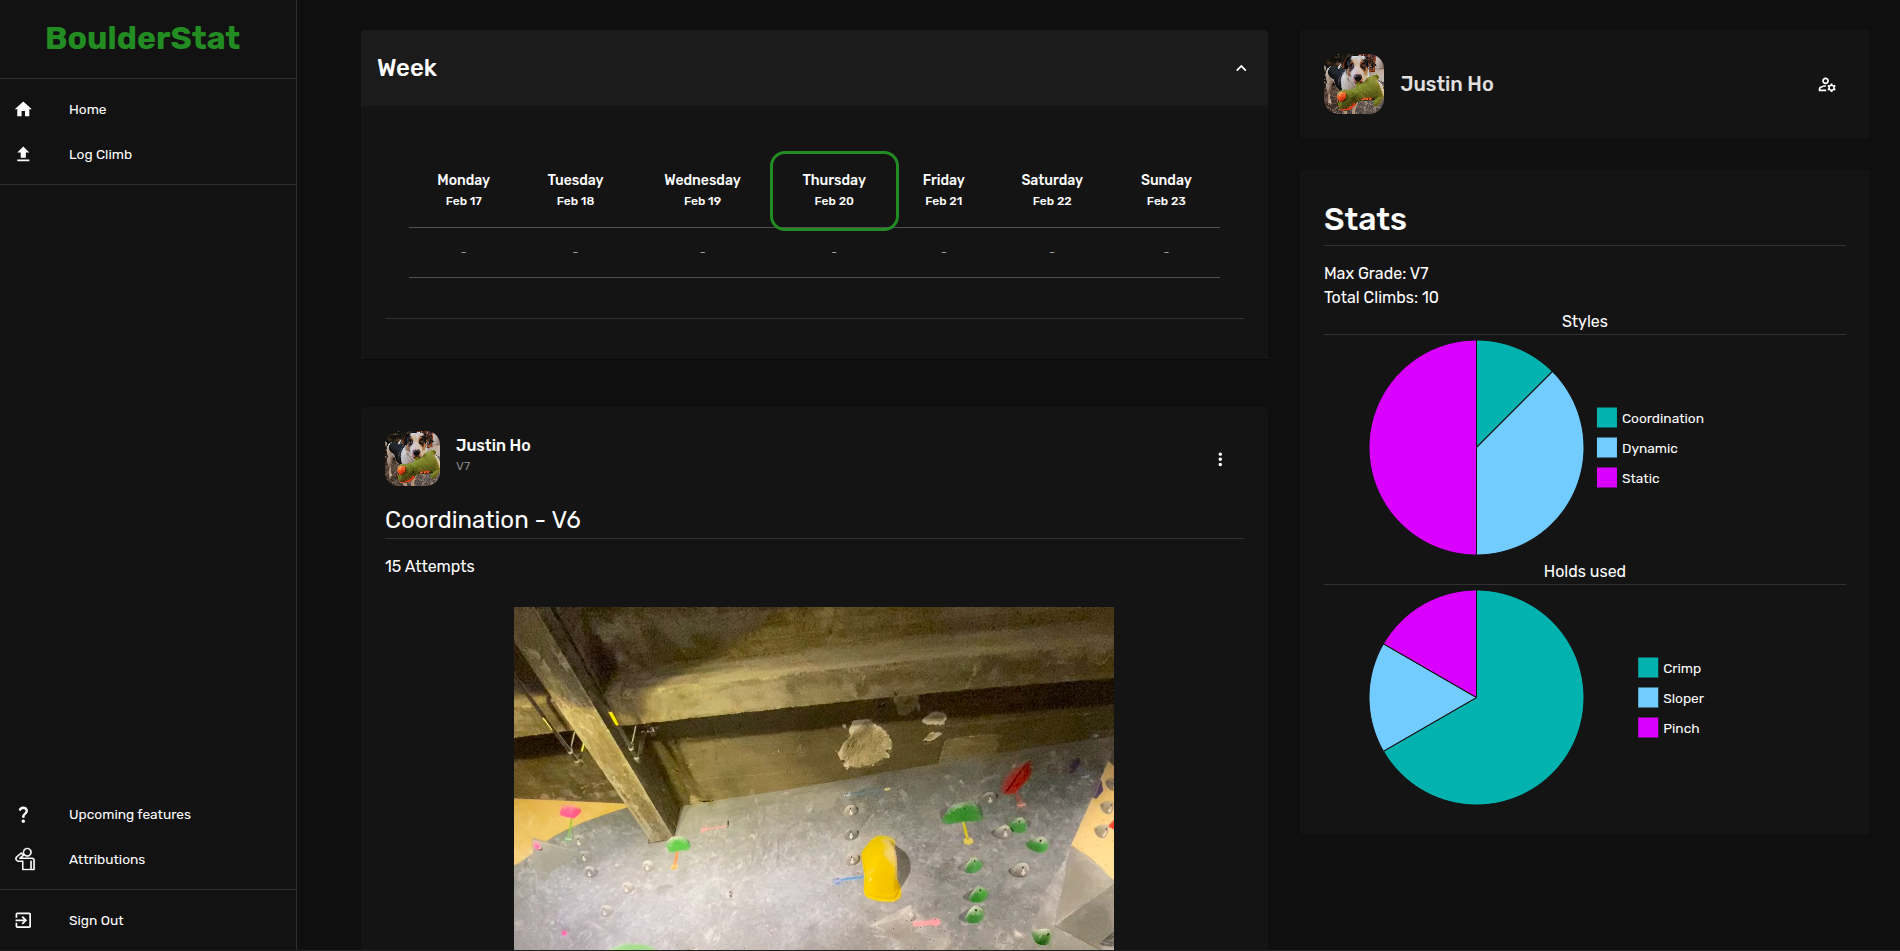 BoulderStat
Home
Log Climb
Upcoming features
Attributions
Sign Out
Week
Monday Tuesday Wednesday Thursday Friday Saturday Sunday
Feb 17 Feb 18 Feb 19 Feb 20 Feb 21 Feb 22 Feb 23
- - - - - - -
Justin Ho
V7
Coordination - V6
15 Attempts
Justin Ho
Stats
Max Grade: V7
Total Climbs: 10
Styles
Coordination
Dynamic
Static
Holds used
Crimp
Sloper
Pinch